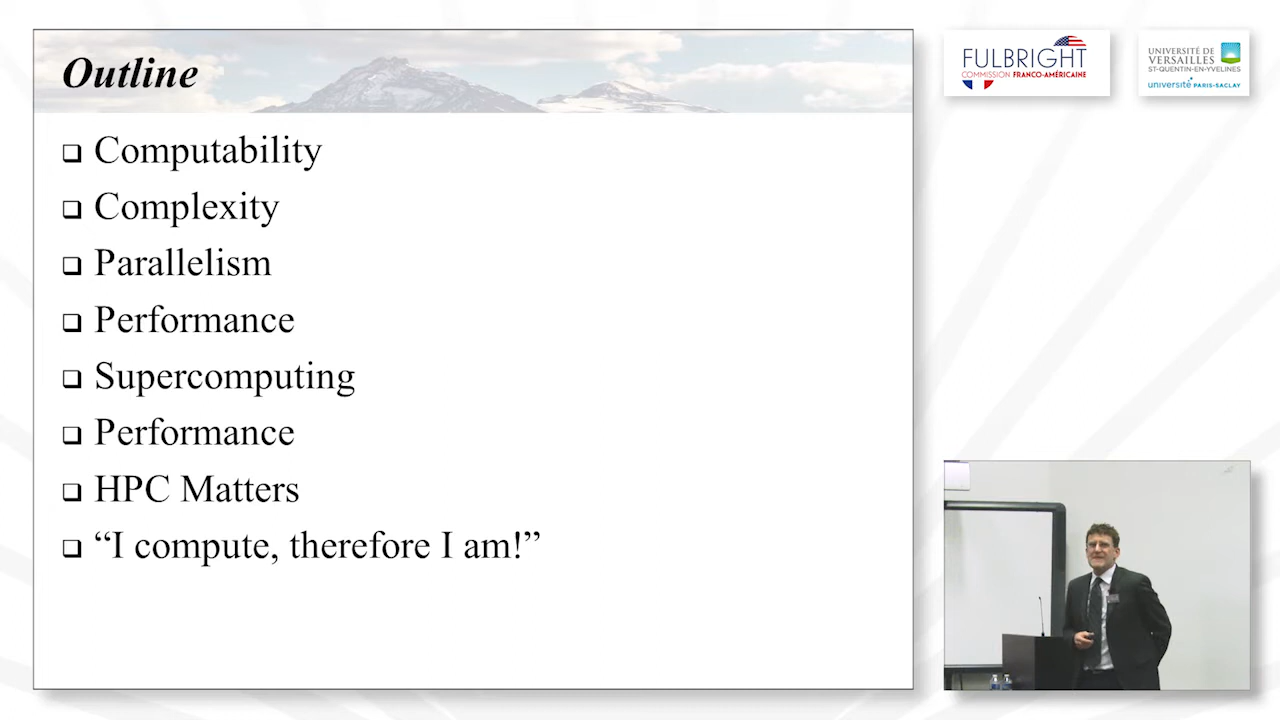 Outline
Computability
Complexity
Parallelism
Performance
Supercomputing
Performance
HPC Matters
“I compute, therefore I am!”
FULBRIGHT
COMMISSION FRANCO-AMÉRICAINE
UNIVERSITÉ DE
VERSAILLES
ST-QUENTIN-EN-YVELINES
université PARIS-SACLAY